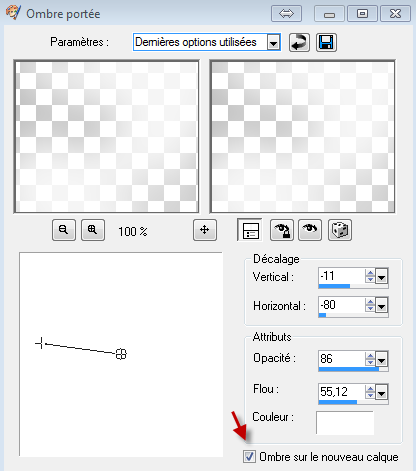 Ombre portée
Paramètres : Dernières options utilisées
100 %
Décalage
Vertical : -11
Horizontal : -80
Attributs
Opacité : 86
Flou : 55,12
Couleur :
Ombre sur le nouveau calque